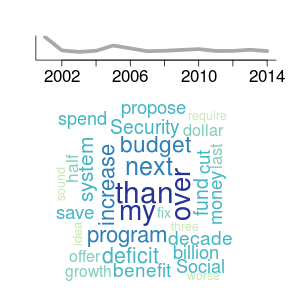 2002 2006 2010 2014
propose
require
spend
Security
dollar
budget
half
system
last
next
cut
sound
increase
than
over
fund
money
save
my
fix
idea
three
program
decade
offer
deficit
billion
growth
benefit
Social
worse